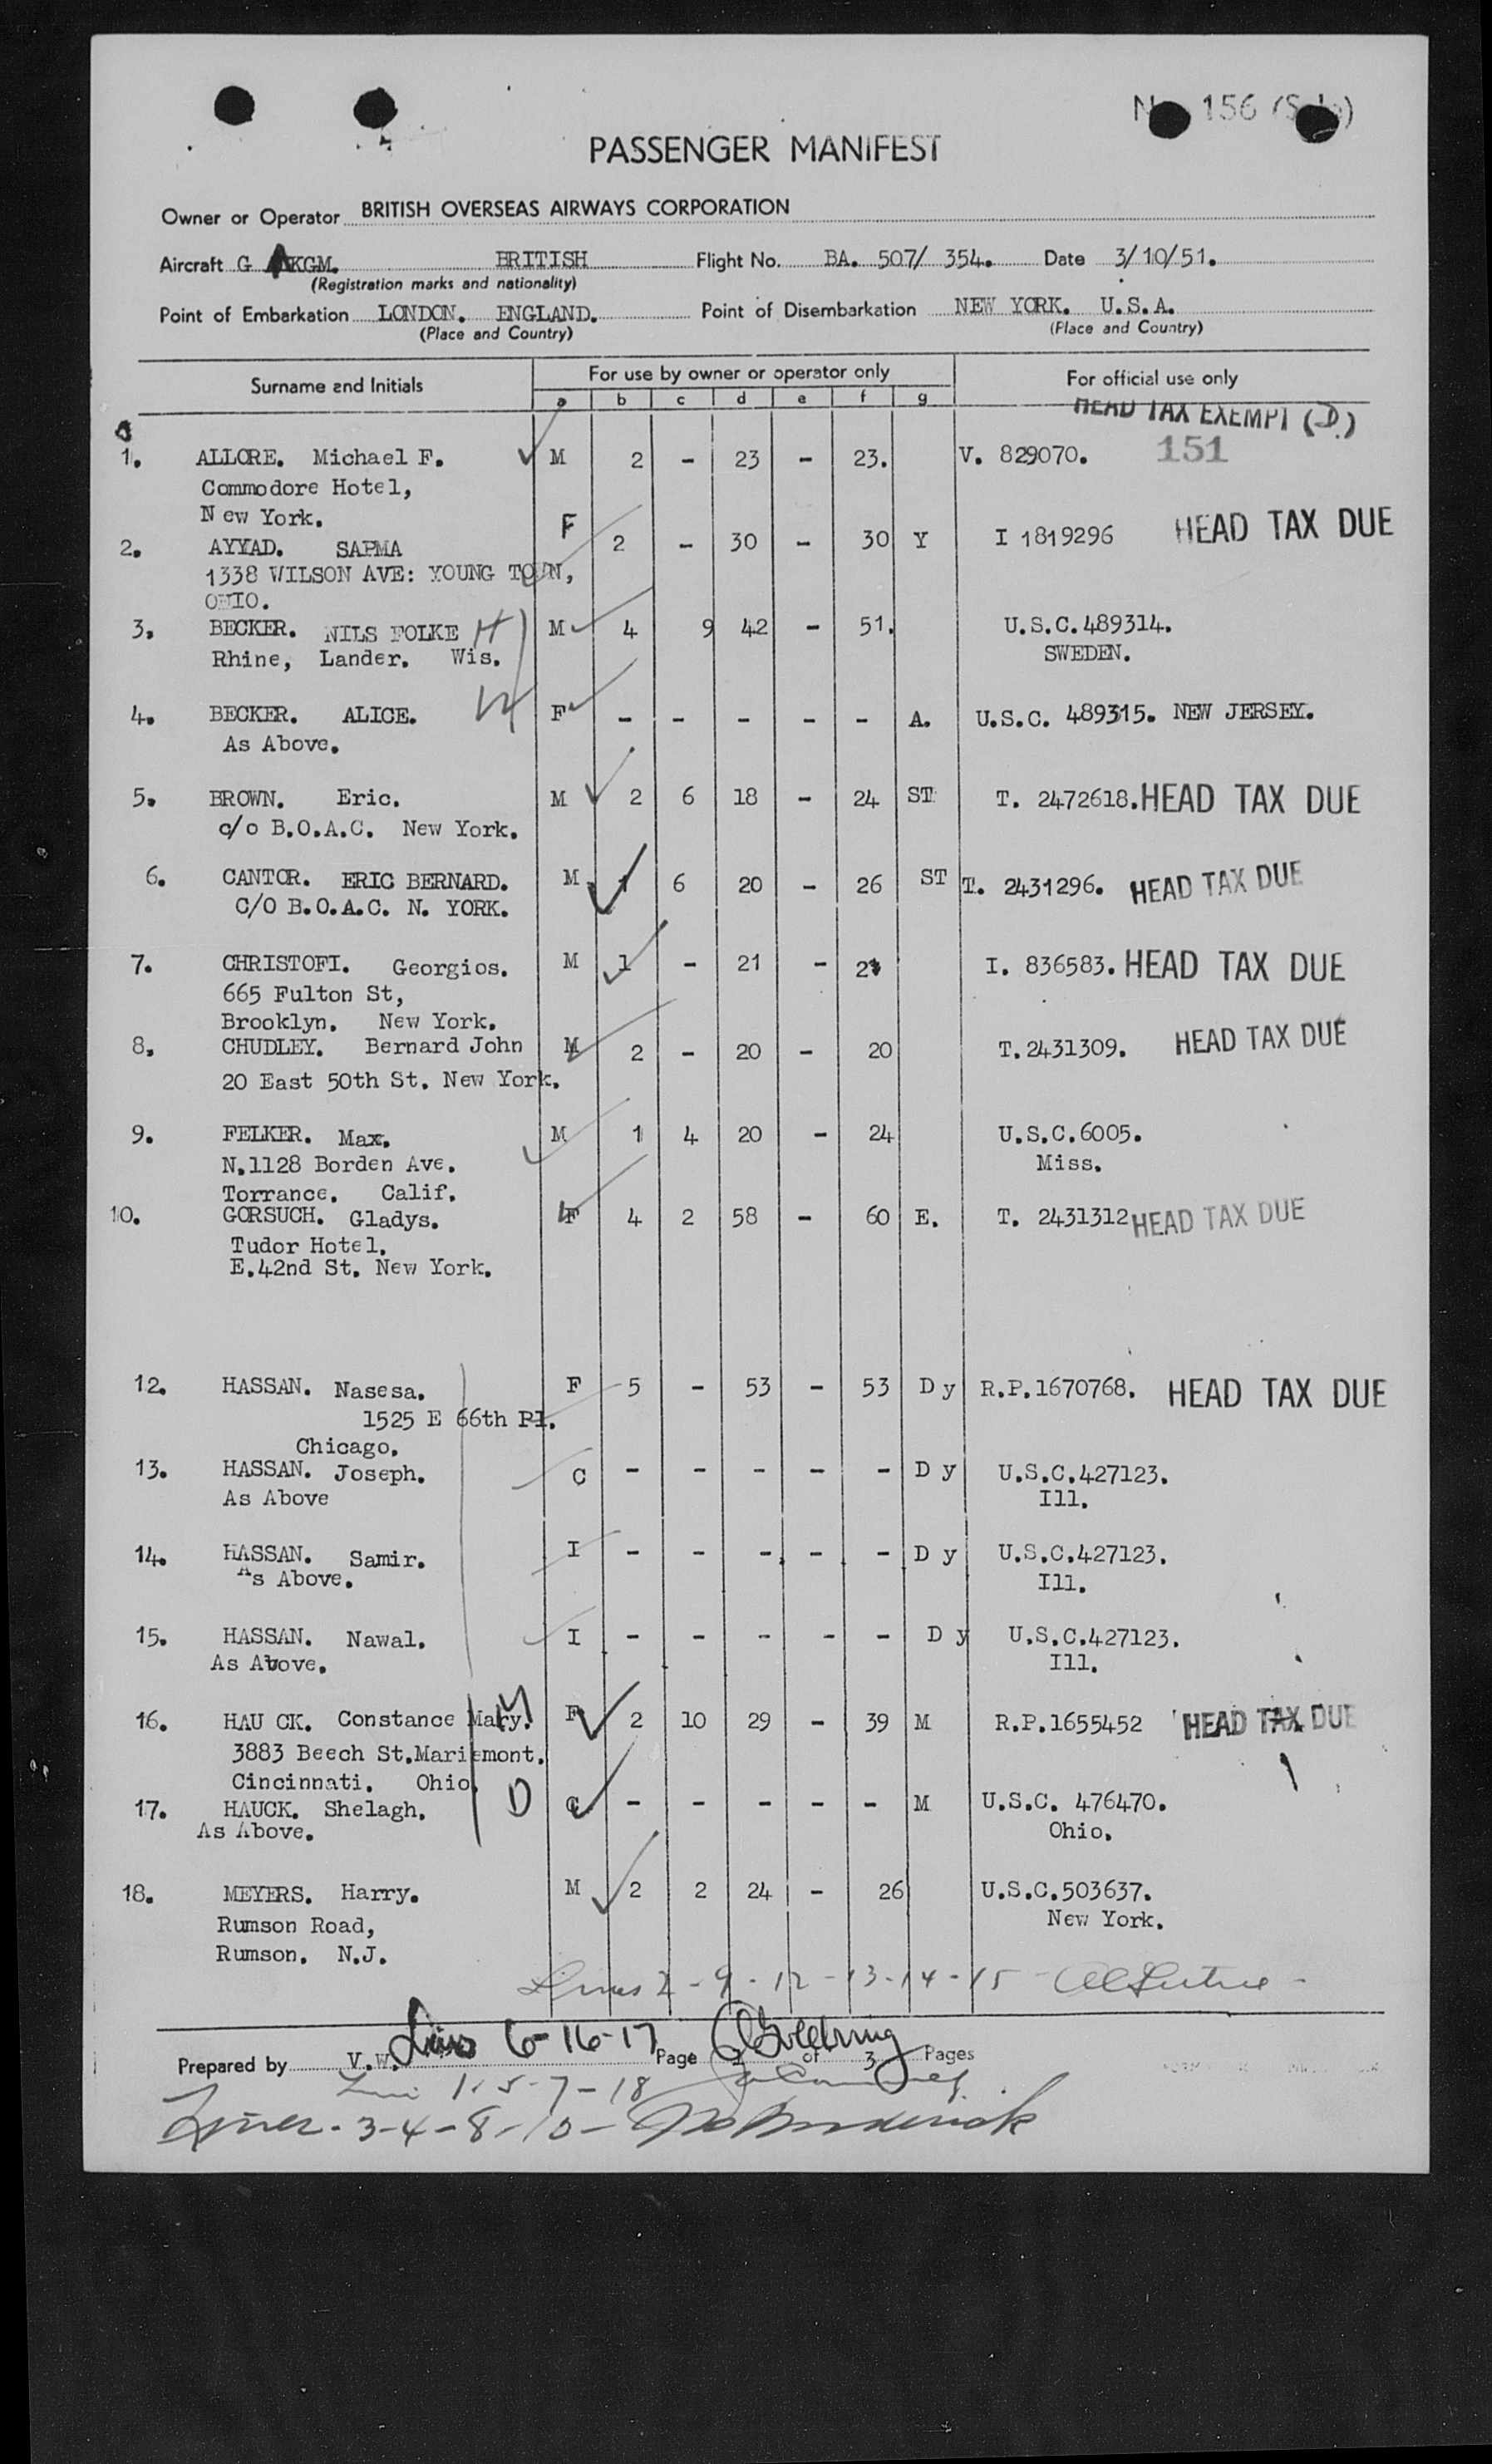 PASSENGER MANIFEST
Owner or Operator BRITISH OVERSEAS AIRWAYS CORPORATION
Aircraft G AKGM. BRITISH Flight No. BA. 507/ 354. Date 3/10/51.
(Registration marks and nationality)
Point of Embarkation LONDON. ENGLAND. Point of Disembarkation NEW YORK. U.S.A.
(Place and Country) (Place and Country)
Surname and Initials For use by owner or operator only For official use only
a b c d e f g
HEAD TAX EXEMPT (D.)
1. ALLORE. Michael F. M 2 - 23 - 23. V. 829070. 151
Commodore Hotel,
New York.
2. AYYAD. F 2 - 30 - 30 Y I 1819296 HEAD TAX DUE
1338 WILSON AVE: YOUNG TOWN,
OHIO.
3. BECKER. NILS FOLKE H M 4 9 42 - 51. U.S.C.489314.
Rhine, Lander. Wis. SWEDEN.
4. BECKER. ALICE. W F - - - - - A. U.S.C. 489315. NEW JERSEY.
As Above.
5. BROWN. Eric. M 2 6 18 - 24 ST T. 2472618. HEAD TAX DUE
c/o B.O.A.C. New York.
6. CANTOR. ERIC BERNARD. M 1 6 20 - 26 ST T. 2431296. HEAD TAX DUE
C/O B.O.A.C. N. YORK.
7. CHRISTOFI. Georgios. M 1 - 21 - 21 I. 836583. HEAD TAX DUE
665 Fulton St,
Brooklyn. New York.
8. CHUDLEY. Bernard John M 2 - 20 - 20 T.2431309. HEAD TAX DUE
20 East 50th St. New York.
9. FELKER. Max. M 1 4 20 - 24 U.S.C.6005.
N.1128 Borden Ave. Miss.
Torrance. Calif.
10. GORSUCH. Gladys. F 4 2 58 - 60 E. T. 2431312 HEAD TAX DUE
Tudor Hotel.
E.42nd St. New York.
12. HASSAN. Nasesa. F 5 - 53 - 53 D y R.P.1670768. HEAD TAX DUE
1525 E 66th Pl.
Chicago.
13. HASSAN. Joseph. C - - - - - D y U.S.C.427123.
As Above Ill.
14. HASSAN. Samir. I - - - - - D y U.S.C.427123.
As Above. Ill.
15. HASSAN. Nawal. I - - - - - D y U.S.C.427123.
As Above. Ill.
16. HAU CK. Constance Mary. M F 2 10 29 - 39 M R.P.1655452 HEAD TAX DUE
3883 Beech St.Mariemont.
Cincinnati. Ohio.
17. HAUCK. Shelagh. D C - - - - - M U.S.C. 476470.
As Above. Ohio.
18. MEYERS. Harry. M 2 2 24 - 26 U.S.C.503637.
Rumson Road, New York.
Rumson. N.J.
Lines 2 - 9 - 12 - 13 - 14 - 15
Lines 6-16-17
Prepared by V.W. Page of 3 Pages
1-5-7-18
Lines - 3-4-8-10 -